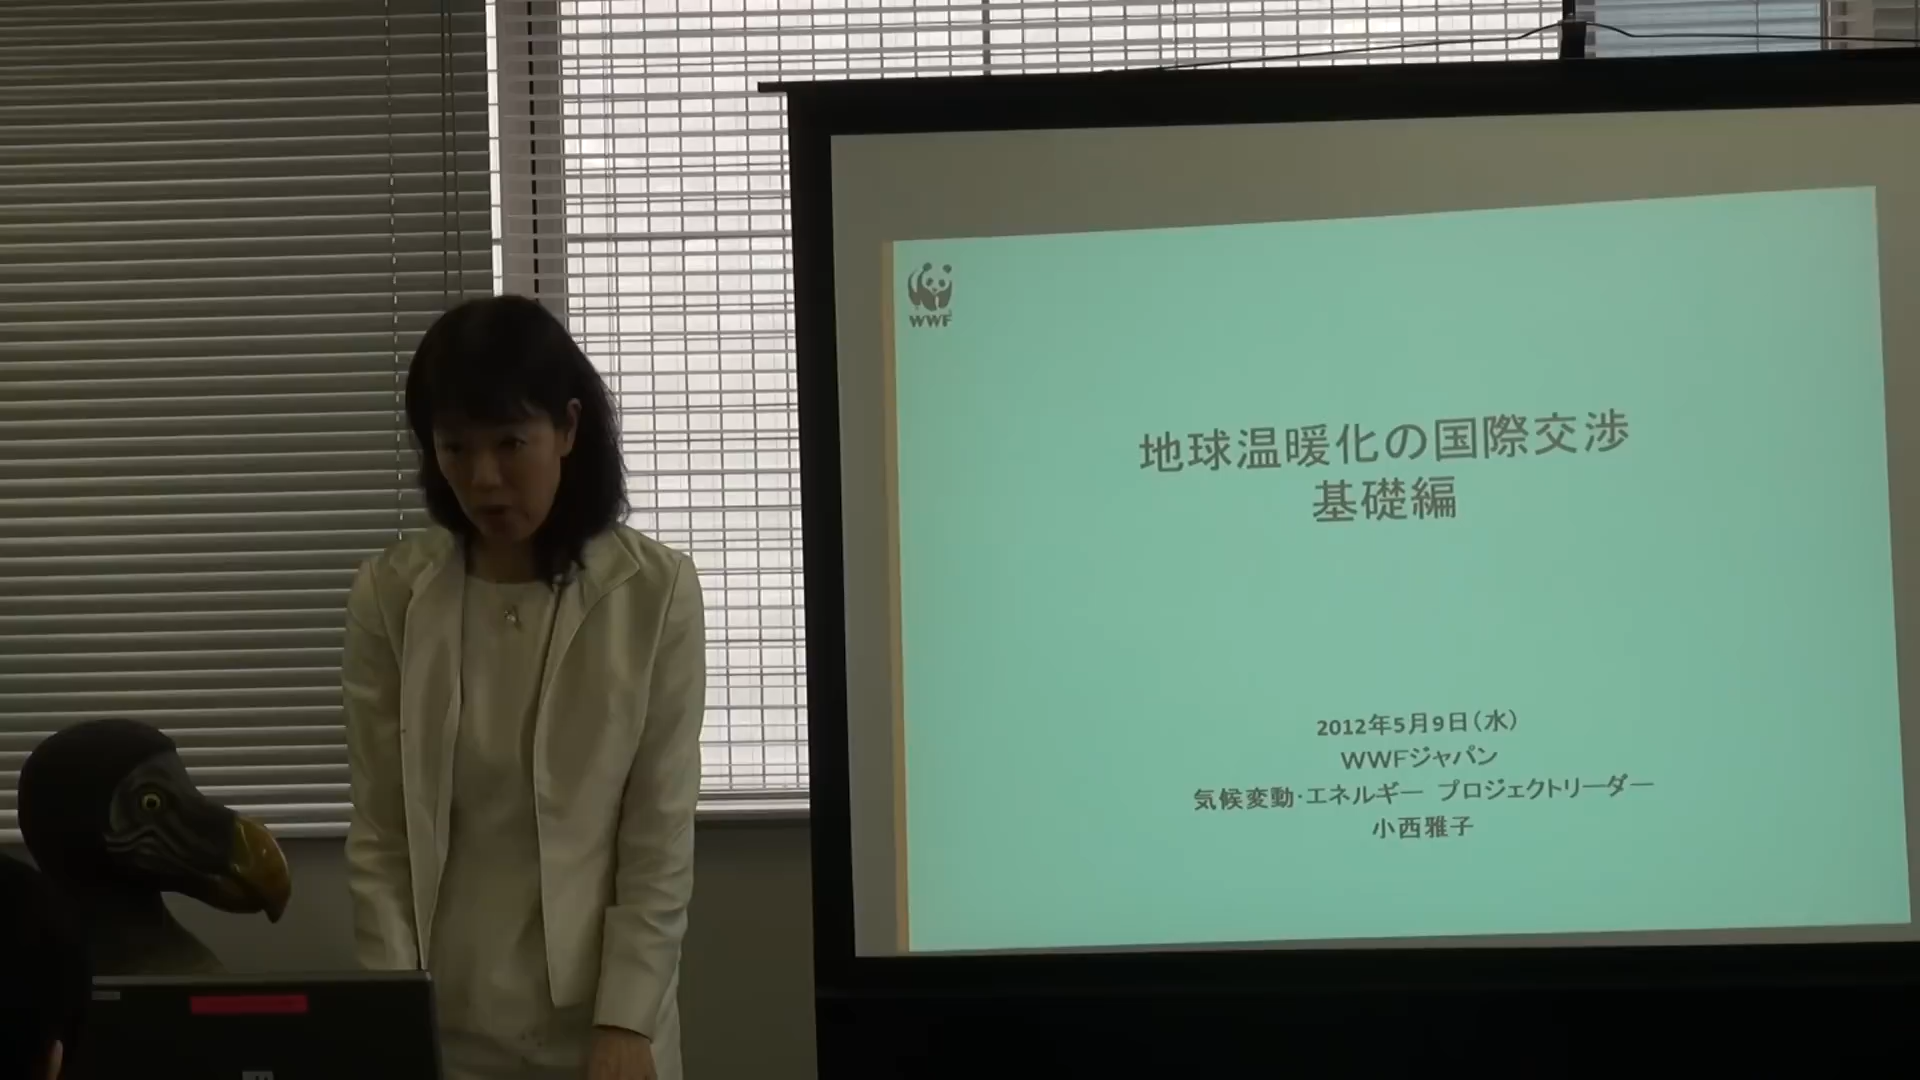 WWF
地球温暖化の国際交渉
基礎編
2012年5月9日(水)
WWFジャパン
気候変動・エネルギー プロジェクトリーダー
小西雅子